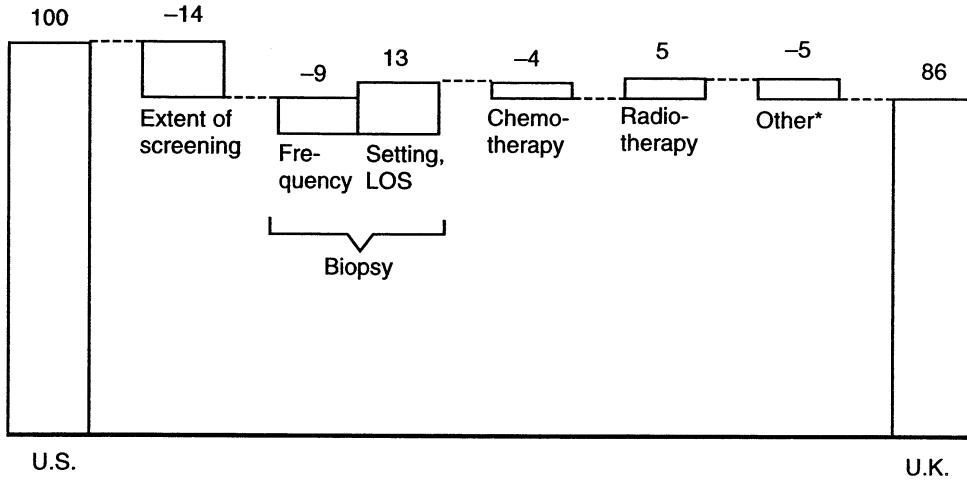 100
–14
–9
13
–4
5
–5
86
Extent of
screening
Fre-
quency
Setting,
LOS
Biopsy
Chemo-
therapy
Radio-
therapy
Other*
U.S.
U.K.